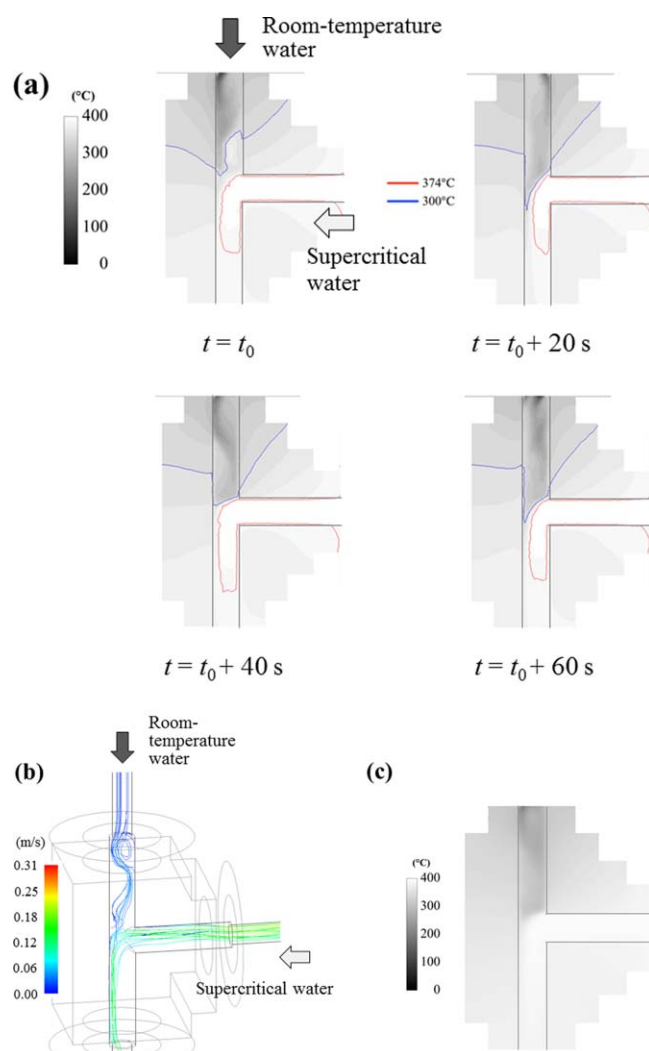 Room-temperature
water
(a)
(°C)
400
300
200
100
0
374°C
300°C
Supercritical
water
t = t0
t = t0 + 20 s
t = t0 + 40 s
t = t0 + 60 s
Room-
temperature
water
(b)
(m/s)
0.31
0.25
0.18
0.12
0.06
0.00
Supercritical water
(c)
(°C)
400
300
200
100
0